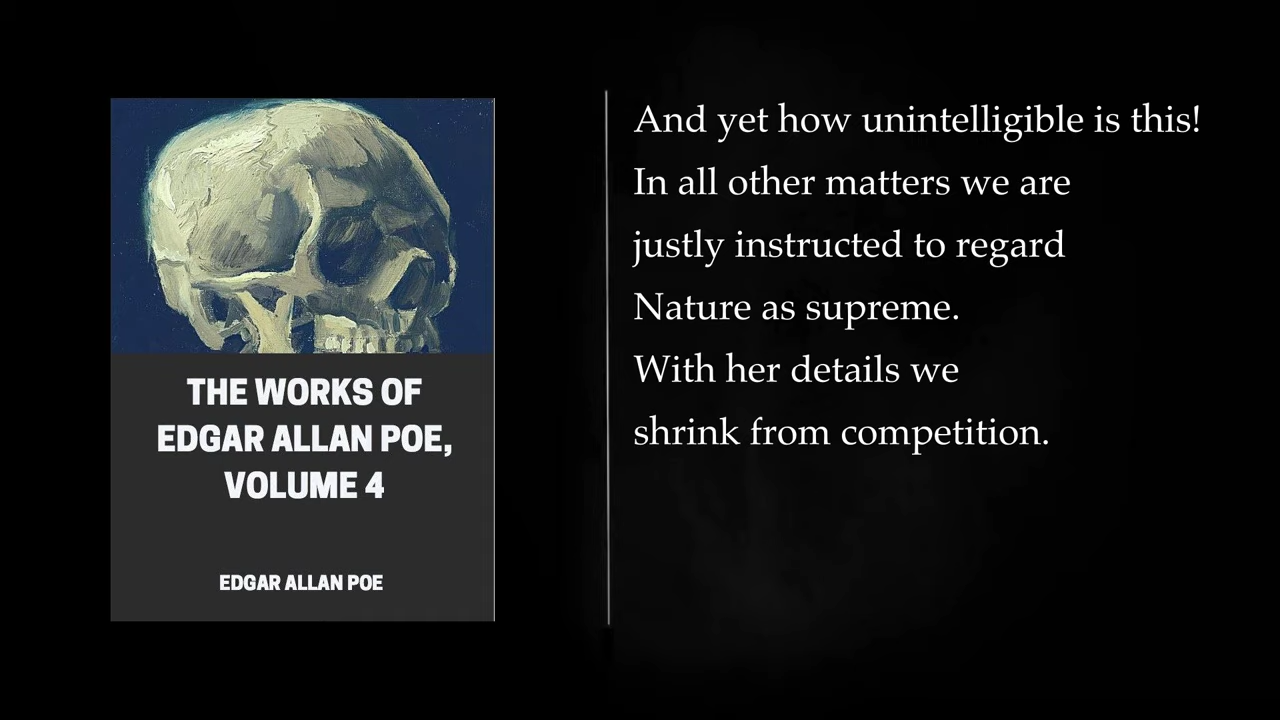 THE WORKS OF
EDGAR ALLAN POE,
VOLUME 4
EDGAR ALLAN POE
And yet how unintelligible is this!
In all other matters we are
justly instructed to regard
Nature as supreme.
With her details we
shrink from competition.